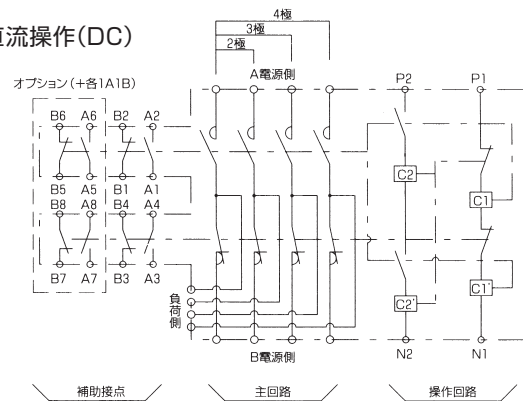 直流操作(DC)
4極
3極
2極
A電源側
P2 P1
オプション(+各1A1B)
B6 A6 B2 A2
B5 A5 B1 A1
B8 A8 B4 A4
B7 A7 B3 A3
C2 C1
C2' C1'
負荷側
B電源側
N2 N1
補助接点 主回路 操作回路